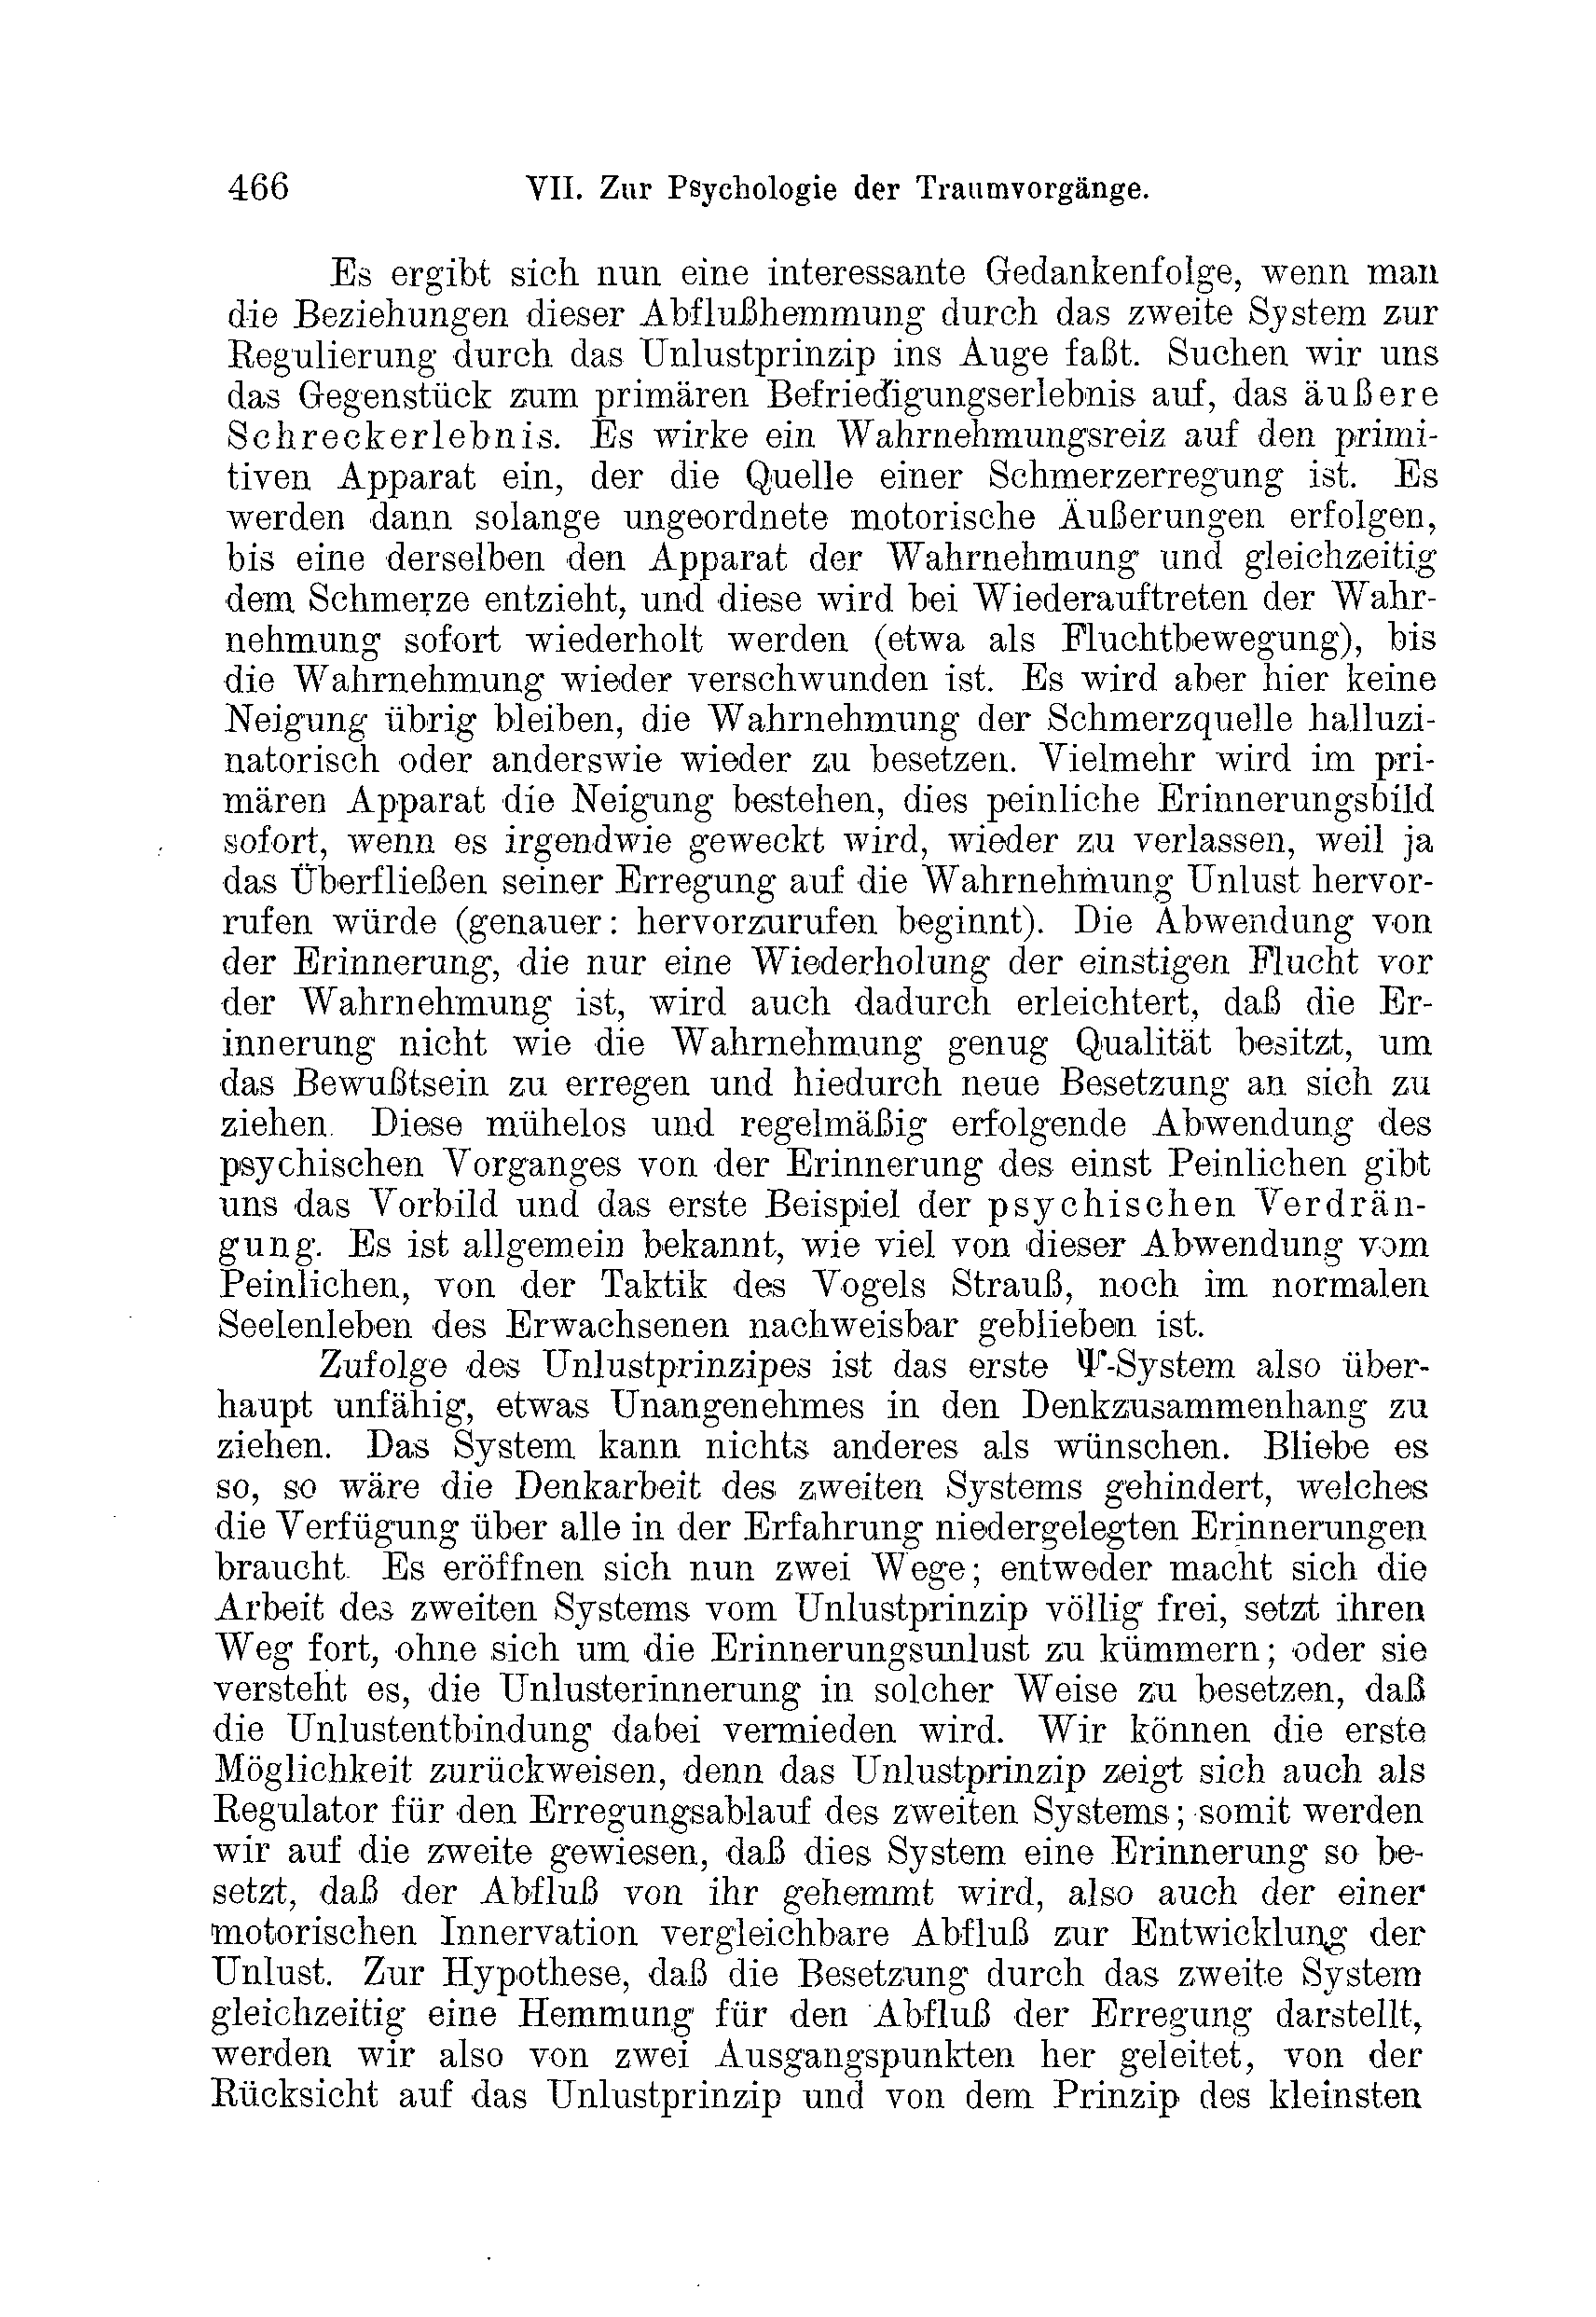 466 VII. Zur Psychologie der Traumvorgänge.
Es ergibt sich nun eine interessante Gedankenfolge, wenn man
die Beziehungen dieser Abflußhemmung durch das zweite System zur
Regulierung durch das Unlustprinzip ins Auge faßt. Suchen wir uns
das Gegenstück zum primären Befriedigungserlebnis auf, das äußere
Schreckerlebnis. Es wirke ein Wahrnehmungsreiz auf den primi-
tiven Apparat ein, der die Quelle einer Schmerzerregung ist. Es
werden dann solange ungeordnete motorische Äußerungen erfolgen,
bis eine derselben den Apparat der Wahrnehmung und gleichzeitig
dem Schmerze entzieht, und diese wird bei Wiederauftreten der Wahr-
nehmung sofort wiederholt werden (etwa als Fluchtbewegung), bis
die Wahrnehmung wieder verschwunden ist. Es wird aber hier keine
Neigung übrig bleiben, die Wahrnehmung der Schmerzquelle halluzi-
natorisch oder anderswie wieder zu besetzen. Vielmehr wird im pri-
mären Apparat die Neigung bestehen, dies peinliche Erinnerungsbild
sofort, wenn es irgendwie geweckt wird, wieder zu verlassen, weil ja
das Überfließen seiner Erregung auf die Wahrnehmung Unlust hervor-
rufen würde (genauer: hervorzurufen beginnt). Die Abwendung von
der Erinnerung, die nur eine Wiederholung der einstigen Flucht vor
der Wahrnehmung ist, wird auch dadurch erleichtert, daß die Er-
innerung nicht wie die Wahrnehmung genug Qualität besitzt, um
das Bewußtsein zu erregen und hiedurch neue Besetzung an sich zu
ziehen. Diese mühelos und regelmäßig erfolgende Abwendung des
psychischen Vorganges von der Erinnerung des einst Peinlichen gibt
uns das Vorbild und das erste Beispiel der psychischen Verdrän-
gung. Es ist allgemein bekannt, wie viel von dieser Abwendung vom
Peinlichen, von der Taktik des Vogels Strauß, noch im normalen
Seelenleben des Erwachsenen nachweisbar geblieben ist.
Zufolge des Unlustprinzipes ist das erste Ψ-System also über-
haupt unfähig, etwas Unangenehmes in den Denkzusammenhang zu
ziehen. Das System kann nichts anderes als wünschen. Bliebe es
so, so wäre die Denkarbeit des zweiten Systems gehindert, welches
die Verfügung über alle in der Erfahrung niedergelegten Erinnerungen
braucht. Es eröffnen sich nun zwei Wege; entweder macht sich die
Arbeit des zweiten Systems vom Unlustprinzip völlig frei, setzt ihren
Weg fort, ohne sich um die Erinnerungsunlust zu kümmern; oder sie
versteht es, die Unlusterinnerung in solcher Weise zu besetzen, daß
die Unlustentbindung dabei vermieden wird. Wir können die erste
Möglichkeit zurückweisen, denn das Unlustprinzip zeigt sich auch als
Regulator für den Erregungsablauf des zweiten Systems; somit werden
wir auf die zweite gewiesen, daß dies System eine Erinnerung so be-
setzt, daß der Abfluß von ihr gehemmt wird, also auch der einer
motorischen Innervation vergleichbare Abfluß zur Entwicklung der
Unlust. Zur Hypothese, daß die Besetzung durch das zweite System
gleichzeitig eine Hemmung für den Abfluß der Erregung darstellt,
werden wir also von zwei Ausgangspunkten her geleitet, von der
Rücksicht auf das Unlustprinzip und von dem Prinzip des kleinsten